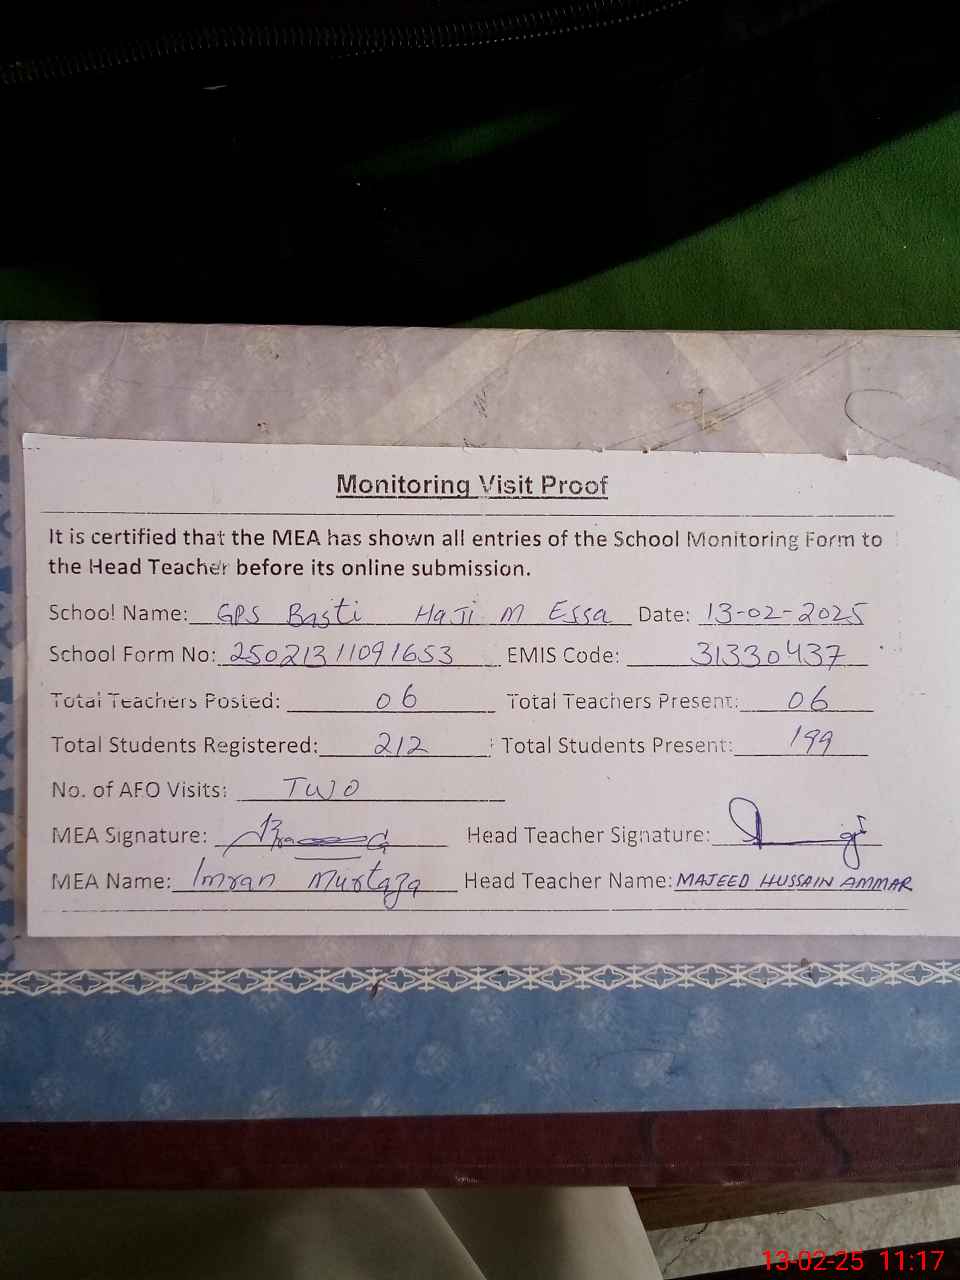 Monitoring Visit Proof
It is certified that the MEA has shown all entries of the School Monitoring Form to
the Head Teacher before its online submission.
School Name: GPS Basti Haji M Essa Date: 13-02-2025
School Form No: 25021311091653 EMIS Code: 31330437
Total Teachers Posted: 06 Total Teachers Present: 06
Total Students Registered: 212 Total Students Present: 199
No. of AFO Visits: TWO
MEA Signature: Head Teacher Signature:
MEA Name: Imran Murtaza Head Teacher Name: MAJEED HUSSAIN AMMAR
13-02-25 11:17